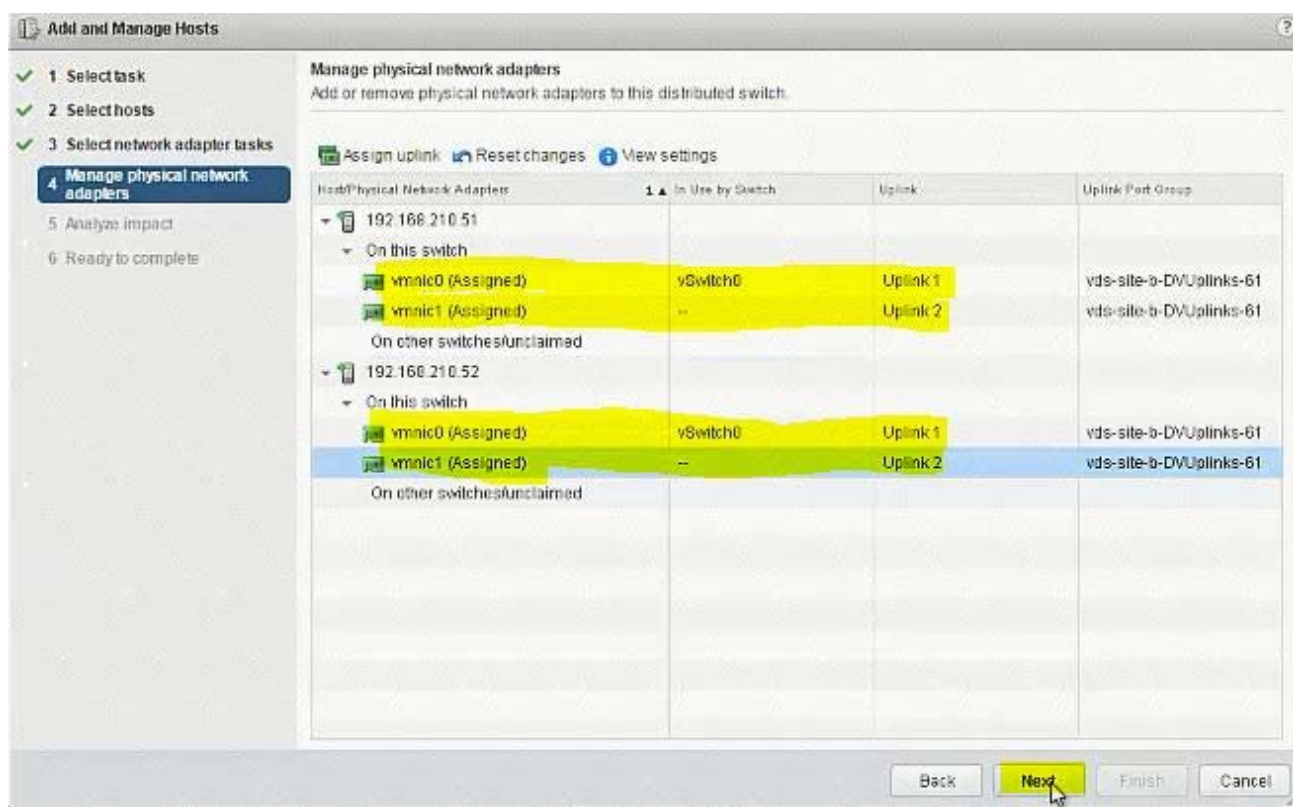 Add and Manage Hosts
?
1 Select task
2 Select hosts
3 Select network adapter tasks
4 Manage physical network adapters
5 Analyze impact
6 Ready to complete
Manage physical network adapters
Add or remove physical network adapters to this distributed switch.
Assign uplink Reset changes View settings
Host/Physical Network Adapters 1 ▲ In Use by Switch Uplink Uplink Port Group
192.168.210.51
On this switch
vmnic0 (Assigned) vSwitch0 Uplink 1 vds-site-b-DVUplinks-61
vmnic1 (Assigned) -- Uplink 2 vds-site-b-DVUplinks-61
On other switches/unclaimed
192.168.210.52
On this switch
vmnic0 (Assigned) vSwitch0 Uplink 1 vds-site-b-DVUplinks-61
vmnic1 (Assigned) -- Uplink 2 vds-site-b-DVUplinks-61
On other switches/unclaimed
Back Next Finish Cancel